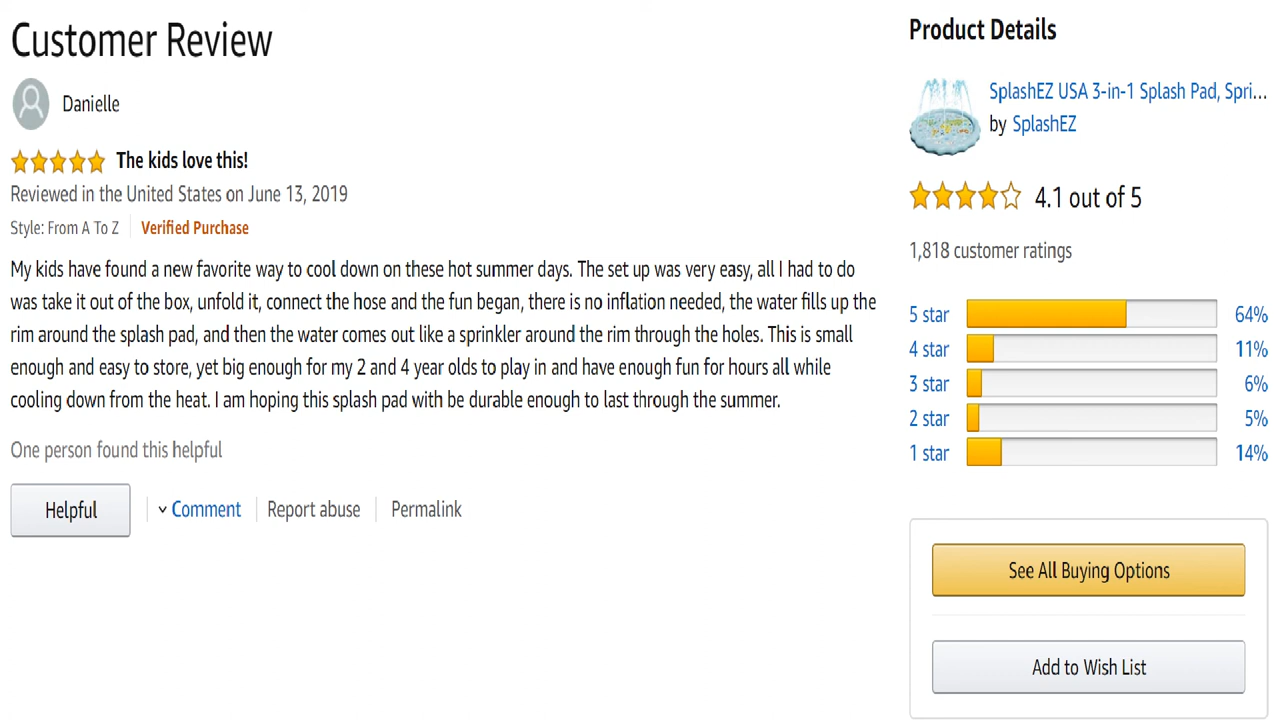 Customer Review
Danielle
The kids love this!
Reviewed in the United States on June 13, 2019
Style: From A To Z
Verified Purchase
My kids have found a new favorite way to cool down on these hot summer days. The set up was very easy, all I had to do
was take it out of the box, unfold it, connect the hose and the fun began, there is no inflation needed, the water fills up the
rim around the splash pad, and then the water comes out like a sprinkler around the rim through the holes. This is small
enough and easy to store, yet big enough for my 2 and 4 year olds to play in and have enough fun for hours all while
cooling down from the heat. I am hoping this splash pad with be durable enough to last through the summer.
One person found this helpful
Helpful
Comment
Report abuse
Permalink
Product Details
SplashEZ USA 3-in-1 Splash Pad, Spri...
by SplashEZ
4.1 out of 5
1,818 customer ratings
5 star 64%
4 star 11%
3 star 6%
2 star 5%
1 star 14%
See All Buying Options
Add to Wish List